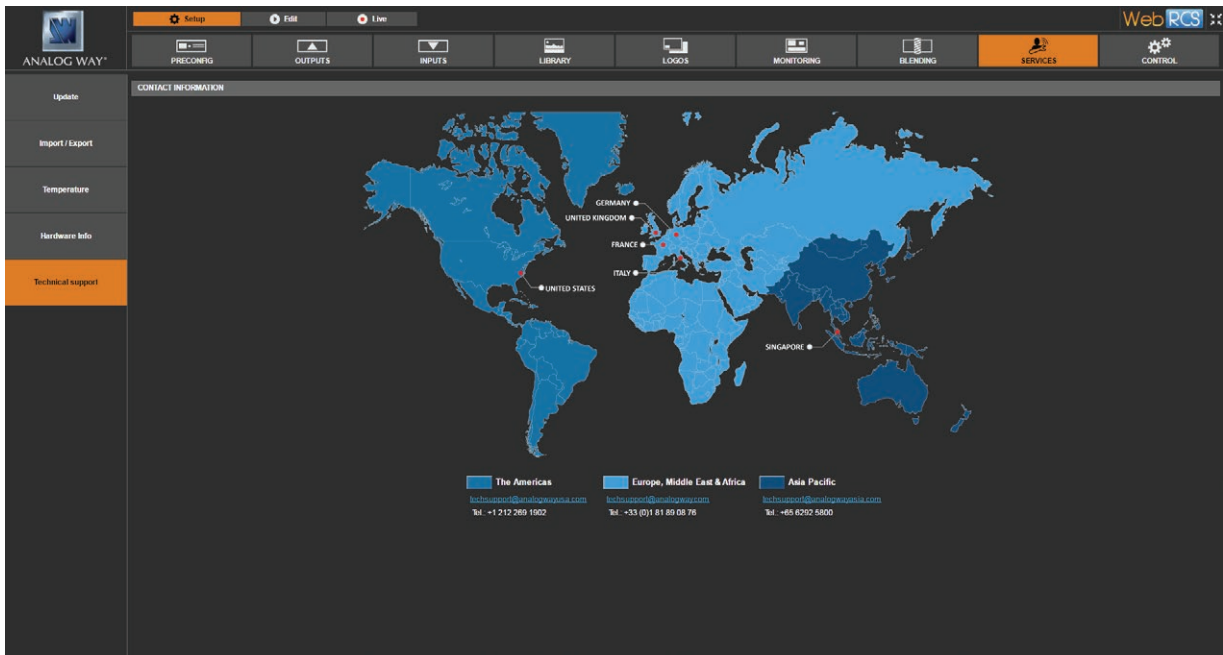 Setup
Edit
Live
Web RCS
ANALOG WAY®
PRECONFIG
OUTPUTS
INPUTS
LIBRARY
LOGOS
MONITORING
BLENDING
SERVICES
CONTROL
Update
Import / Export
Temperature
Hardware Info
Technical support
CONTACT INFORMATION
GERMANY
UNITED KINGDOM
FRANCE
ITALY
UNITED STATES
SINGAPORE
The Americas
techsupport@analogwayusa.com
Tel.: +1 212 269 1902
Europe, Middle East & Africa
techsupport@analogway.com
Tel.: +33 (0)1 81 89 08 76
Asia Pacific
techsupport@analogwayasia.com
Tel.: +65 6292 5800